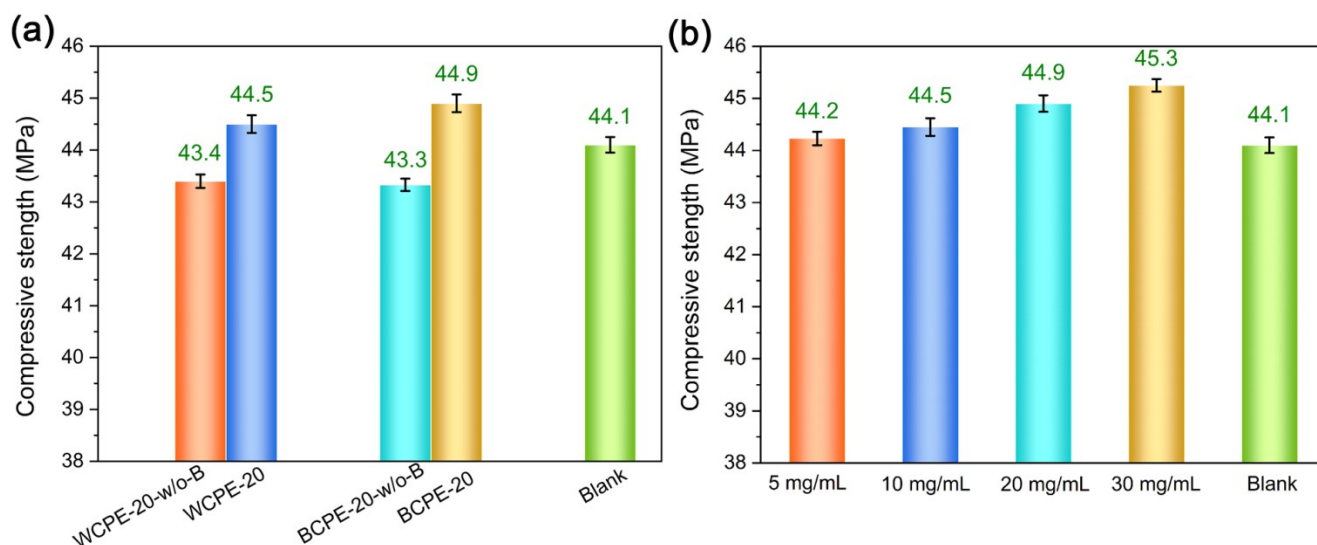 (a)
Compressive stength (MPa)
46
45
44
43
42
41
40
39
38
43.4
44.5
43.3
44.9
44.1
WCPE-20-w/o-B
WCPE-20
BCPE-20-w/o-B
BCPE-20
Blank
(b)
Compressive stength (MPa)
46
45
44
43
42
41
40
39
38
44.2
44.5
44.9
45.3
44.1
5 mg/mL
10 mg/mL
20 mg/mL
30 mg/mL
Blank